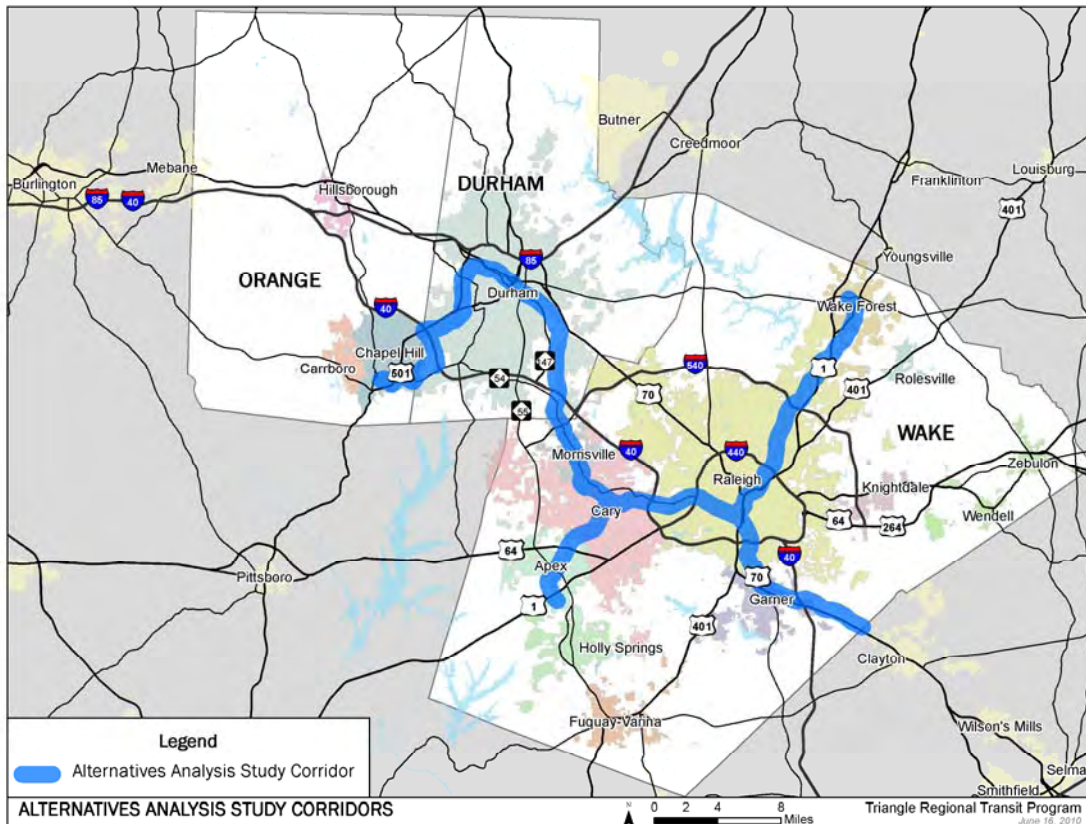 Butner
Creedmoor
Burlington
Mebane
85
40
Hillsborough
DURHAM
Franklinton
Louisburg
401
85
Youngsville
ORANGE
Durham
Wake Forest
40
Chapel Hill
Carrboro
501
147
54
540
1
401
Rolesville
55
70
WAKE
Morrisville
40
440
Raleigh
Zebulon
Knightdale
Cary
64
264
Wendell
64
Apex
40
Pittsboro
70
1
Garner
401
Holly Springs
Clayton
Fuquay-Varina
Wilson's Mills
Selma
Smithfield
Legend
Alternatives Analysis Study Corridor
ALTERNATIVES ANALYSIS STUDY CORRIDORS
N
0 2 4 8
Miles
Triangle Regional Transit Program
June 16, 2010